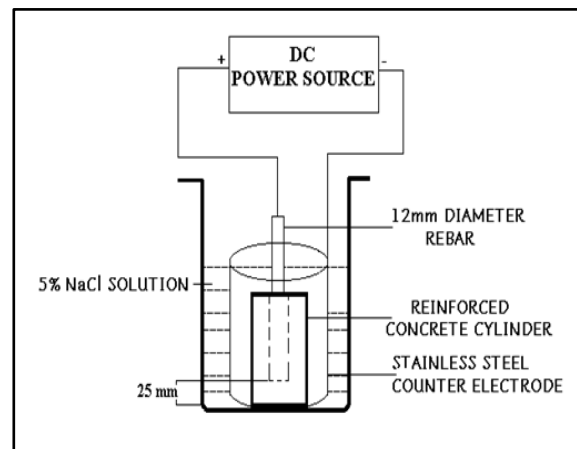 +
DC
-
POWER SOURCE
12mm DIAMETER
REBAR
5% NaCl SOLUTION
REINFORCED
CONCRETE CYLINDER
STAINLESS STEEL
COUNTER ELECTRODE
25 mm